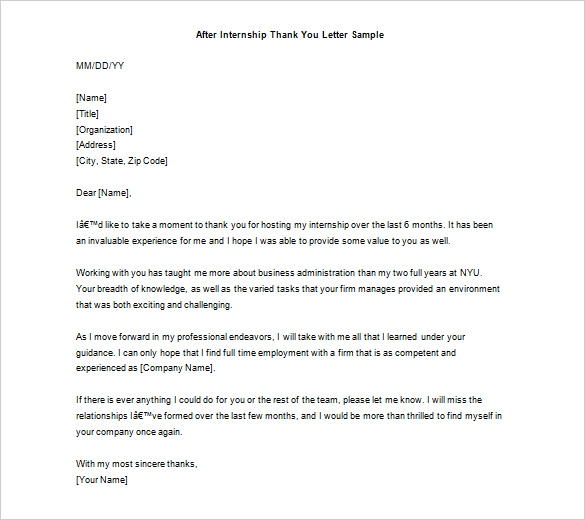 After Internship Thank You Letter Sample
MM/DD/YY
[Name]
[Title]
[Organization]
[Address]
[City, State, Zip Code]
Dear [Name],
Iâ€™d like to take a moment to thank you for hosting my internship over the last 6 months. It has been
an invaluable experience for me and I hope I was able to provide some value to you as well.
Working with you has taught me more about business administration than my two full years at NYU.
Your breadth of knowledge, as well as the varied tasks that your firm manages provided an environment
that was both exciting and challenging.
As I move forward in my professional endeavors, I will take with me all that I learned under your
guidance. I can only hope that I find full time employment with a firm that is as competent and
experienced as [Company Name].
If there is ever anything I could do for you or the rest of the team, please let me know. I will miss the
relationships Iâ€™ve formed over the last few months, and I would be more than thrilled to find myself in
your company once again.
With my most sincere thanks,
[Your Name]